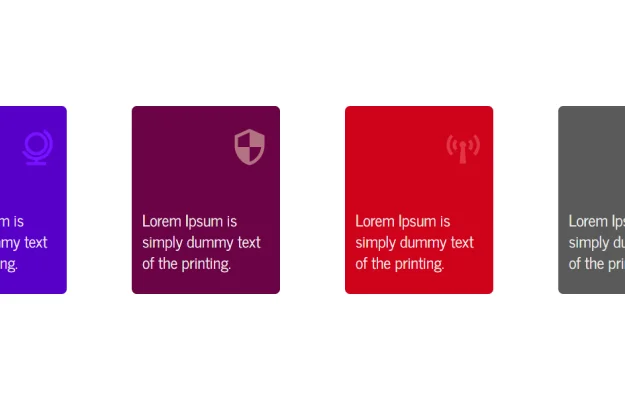 m is
my text
ng.
Lorem Ipsum is
simply dummy text
of the printing.
Lorem Ipsum is
simply dummy text
of the printing.
Lorem Ips
simply du
of the pri